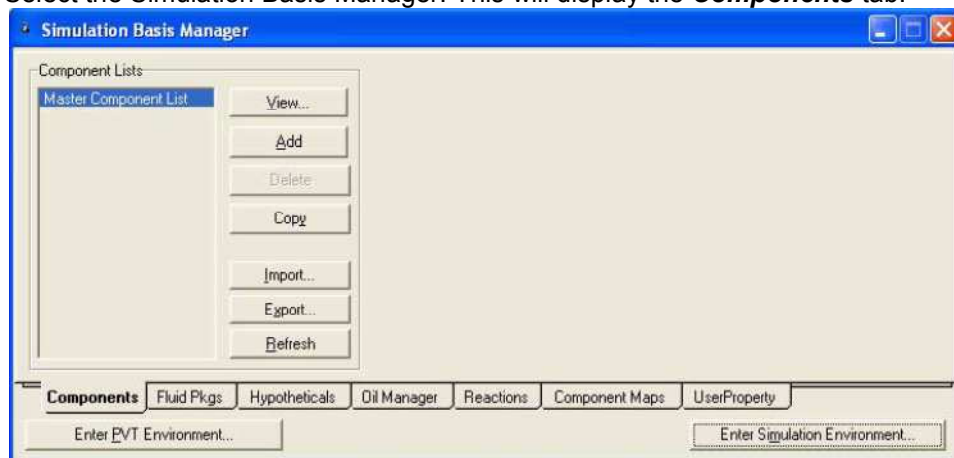 Select the Simulation Basis Manager. This will display the Components tab.
Simulation Basis Manager
Component Lists
Master Component List
View...
Add
Delete
Copy
Import...
Export...
Refresh
Components Fluid Pkgs Hypotheticals Oil Manager Reactions Component Maps UserProperty
Enter PVT Environment... Enter Simulation Environment...